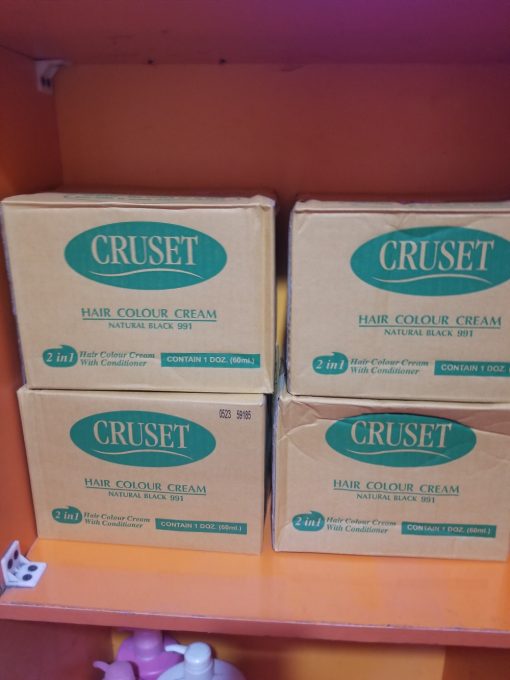 CRUSET
HAIR COLOUR CREAM
NATURAL BLACK 991
2 in 1 Hair Colour Cream
With Conditioner
CONTAIN 1 DOZ. (60ml.)
CRUSET
HAIR COLOUR CREAM
NATURAL BLACK 991
2 in 1 Hair Colour Cream
With Conditioner
CONTAIN 1 DOZ. (
0523 59185
CRUSET
HAIR COLOUR CREAM
NATURAL BLACK 991
2 in 1 Hair Colour Cream
With Conditioner
CONTAIN 1 DOZ. (60ml.)
CRUSET
HAIR COLOUR CREAM
NATURAL BLACK 991
2 in 1 Hair Colour Cream
With Conditioner
CONTAIN 1 DOZ. (60ml.)